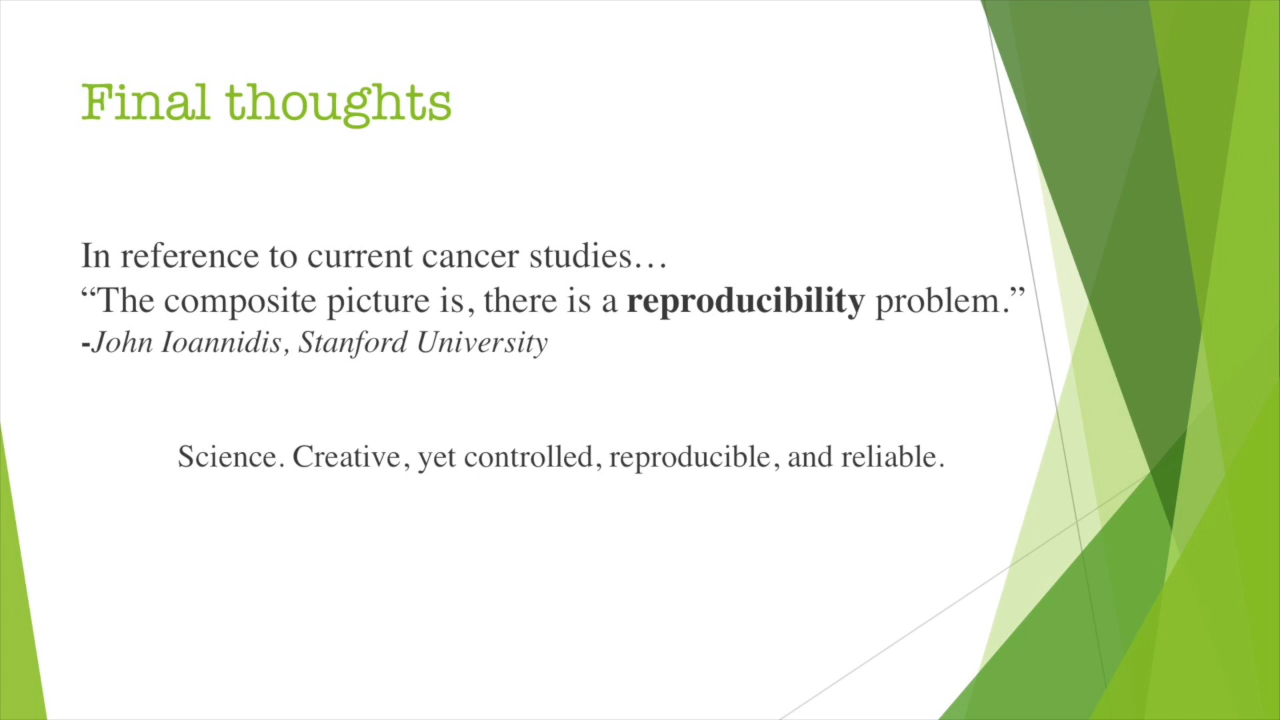 Final thoughts
In reference to current cancer studies…
“The composite picture is, there is a reproducibility problem.”
-John Ioannidis, Stanford University
Science. Creative, yet controlled, reproducible, and reliable.